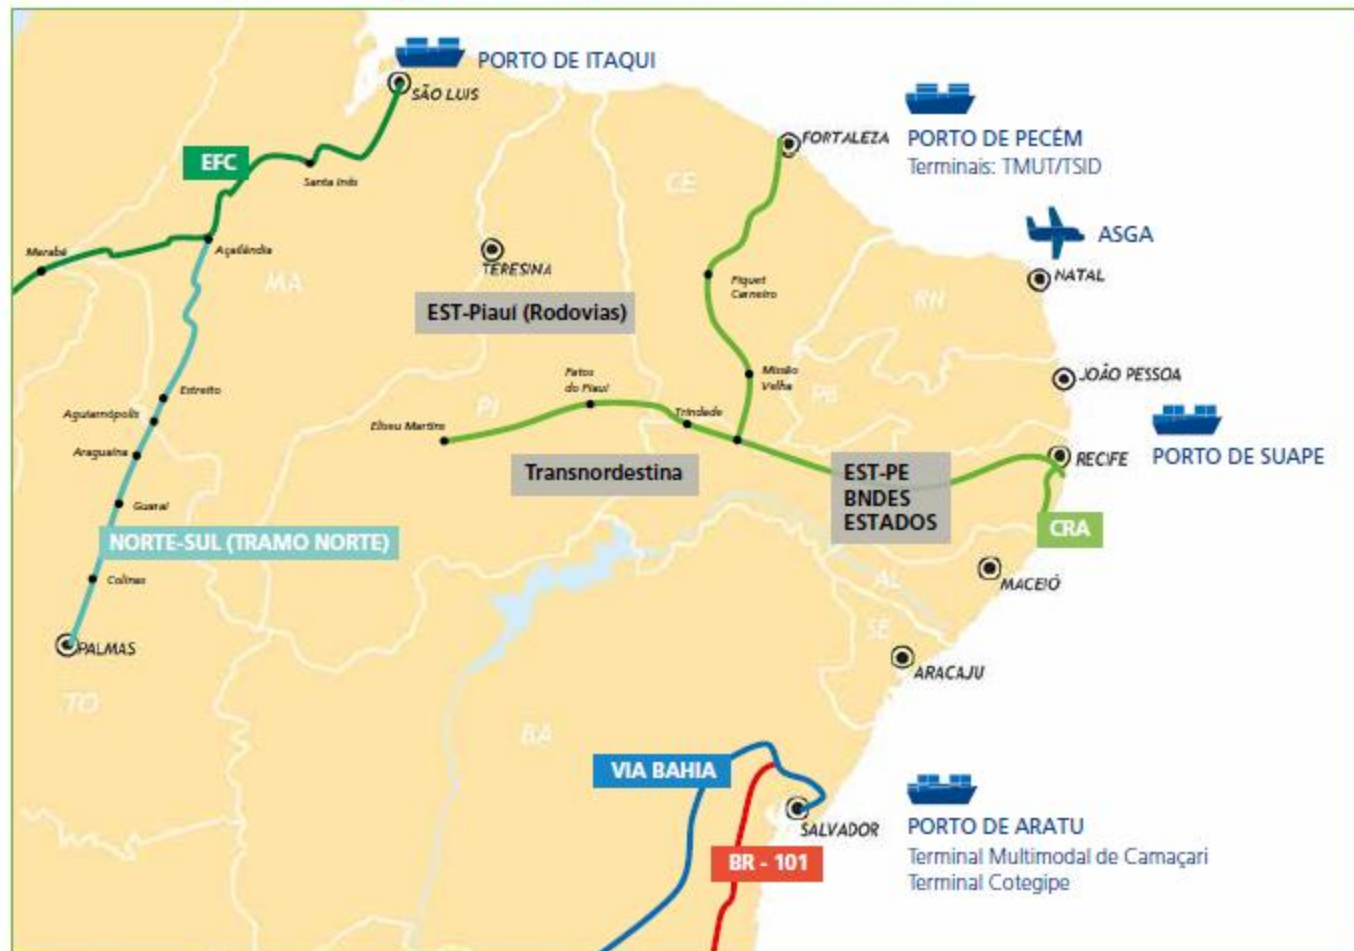 PORTO DE ITAQUI
SÃO LUIS
PORTO DE PECÉM
Terminais: TMUT/TSID
FORTALEZA
EFC
Santa Inês
CE
ASGA
Marabá
Açailândia
TERESINA
NATAL
MA
Piquet
Carneiro
RN
EST-Piauí (Rodovias)
Patos
do Piauí
Missão
Velha
JOÃO PESSOA
Estreito
PB
Aguiarnópolis
PI
Trindade
Eliseu Martins
Araguaina
RECIFE
PORTO DE SUAPE
Transnordestina
EST-PE
BNDES
ESTADOS
Guaraí
CRA
NORTE-SUL (TRAMO NORTE)
Colinas
AL
MACEIÓ
SE
PALMAS
ARACAJU
TO
BA
VIA BAHIA
SALVADOR
PORTO DE ARATU
Terminal Multimodal de Camaçari
Terminal Cotegipe
BR - 101